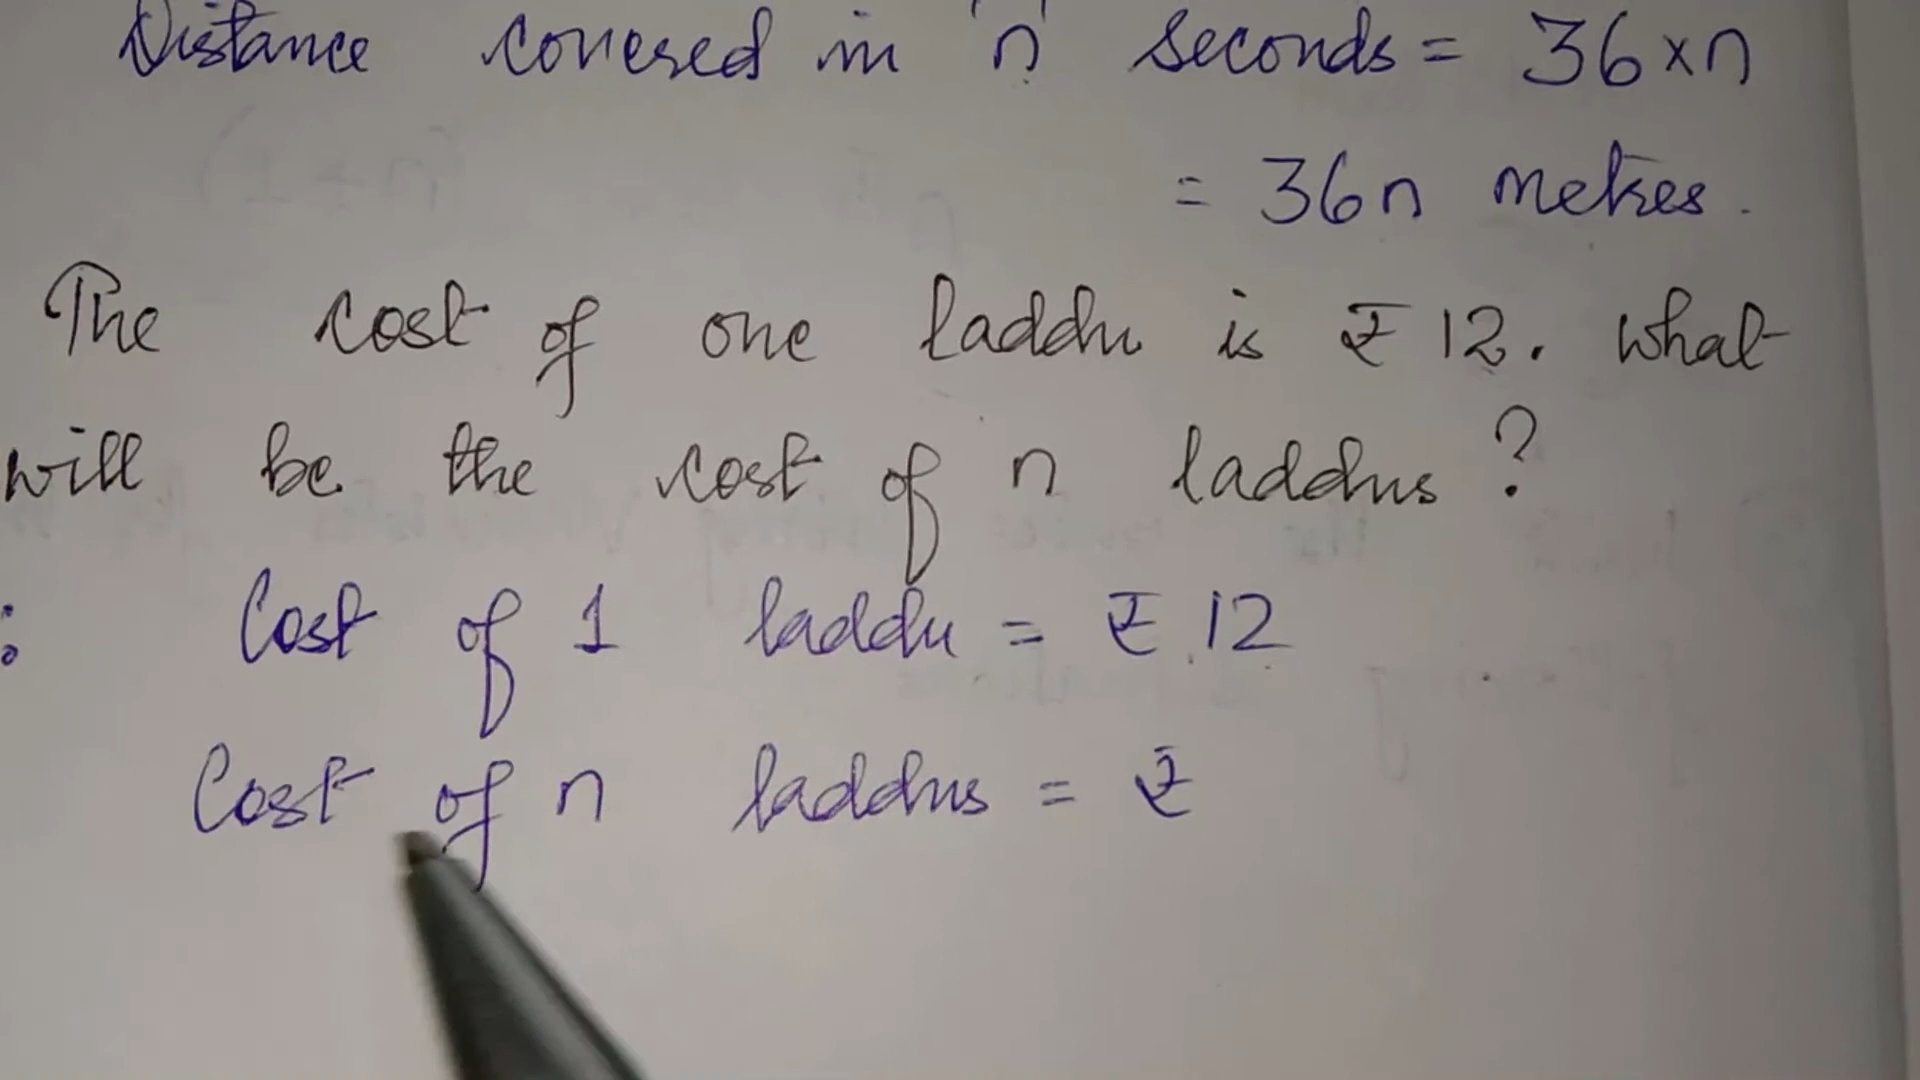 Distance covered in 'n' seconds = 36 × n
= 36n metres.
The cost of one laddu is ₹ 12. What
will be the cost of n laddus ?
: Cost of 1 laddu = ₹ 12
Cost of n laddus = ₹